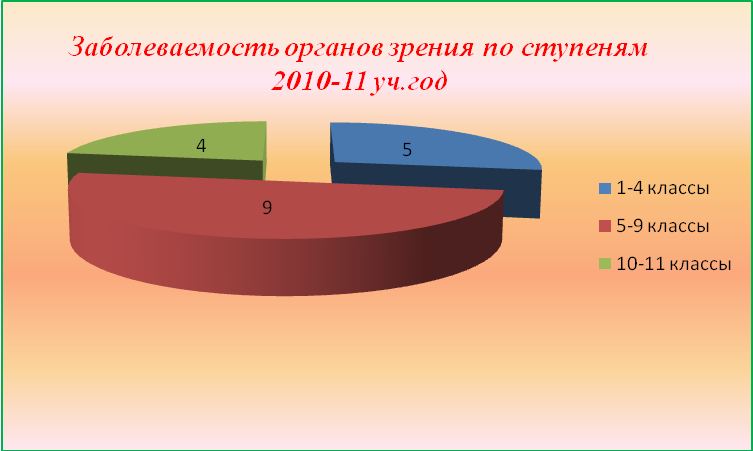 Заболеваемость органов зрения по ступеням
2010-11 уч.год
4
5
9
1-4 классы
5-9 классы
10-11 классы